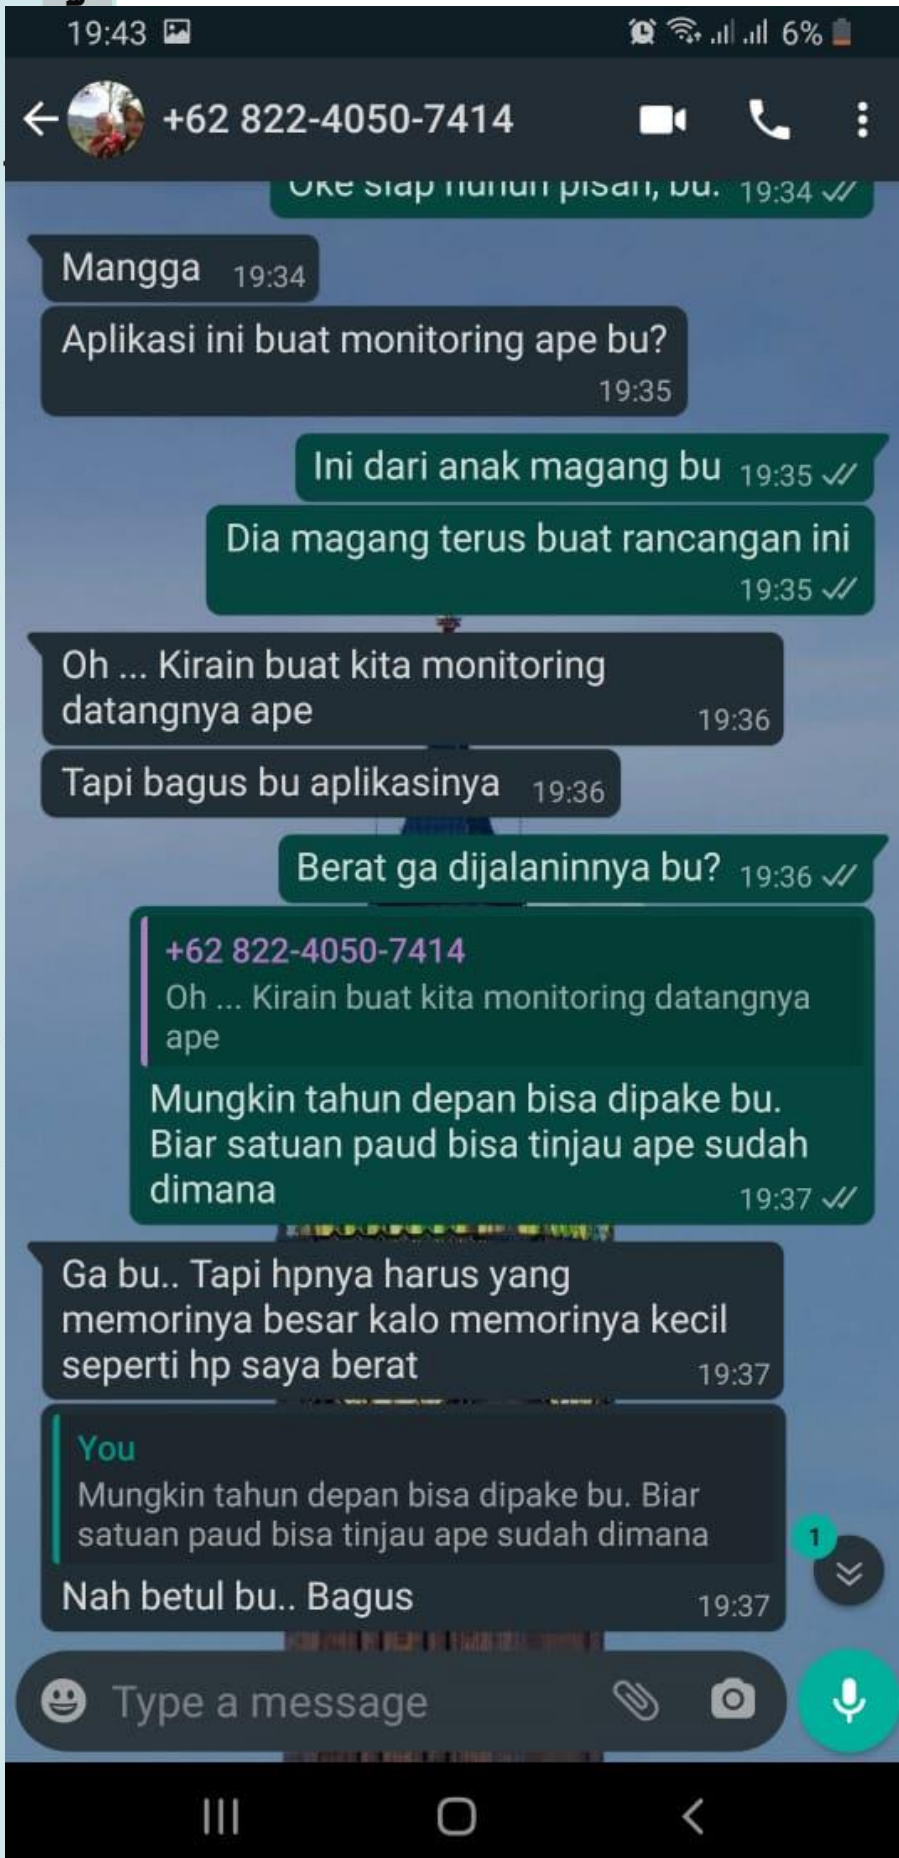 19:43
6%
+62 822-4050-7414
Oke siap nuhun pisan, bu. 19:34
Mangga 19:34
Aplikasi ini buat monitoring ape bu?
19:35
Ini dari anak magang bu 19:35
Dia magang terus buat rancangan ini
19:35
Oh ... Kirain buat kita monitoring
datangnya ape 19:36
Tapi bagus bu aplikasinya 19:36
Berat ga dijalaninnya bu? 19:36
+62 822-4050-7414
Oh ... Kirain buat kita monitoring datangnya
ape
Mungkin tahun depan bisa dipake bu.
Biar satuan paud bisa tinjau ape sudah
dimana 19:37
Ga bu.. Tapi hpnya harus yang
memorinya besar kalo memorinya kecil
seperti hp saya berat 19:37
You
Mungkin tahun depan bisa dipake bu. Biar
satuan paud bisa tinjau ape sudah dimana
1
Nah betul bu.. Bagus 19:37
Type a message